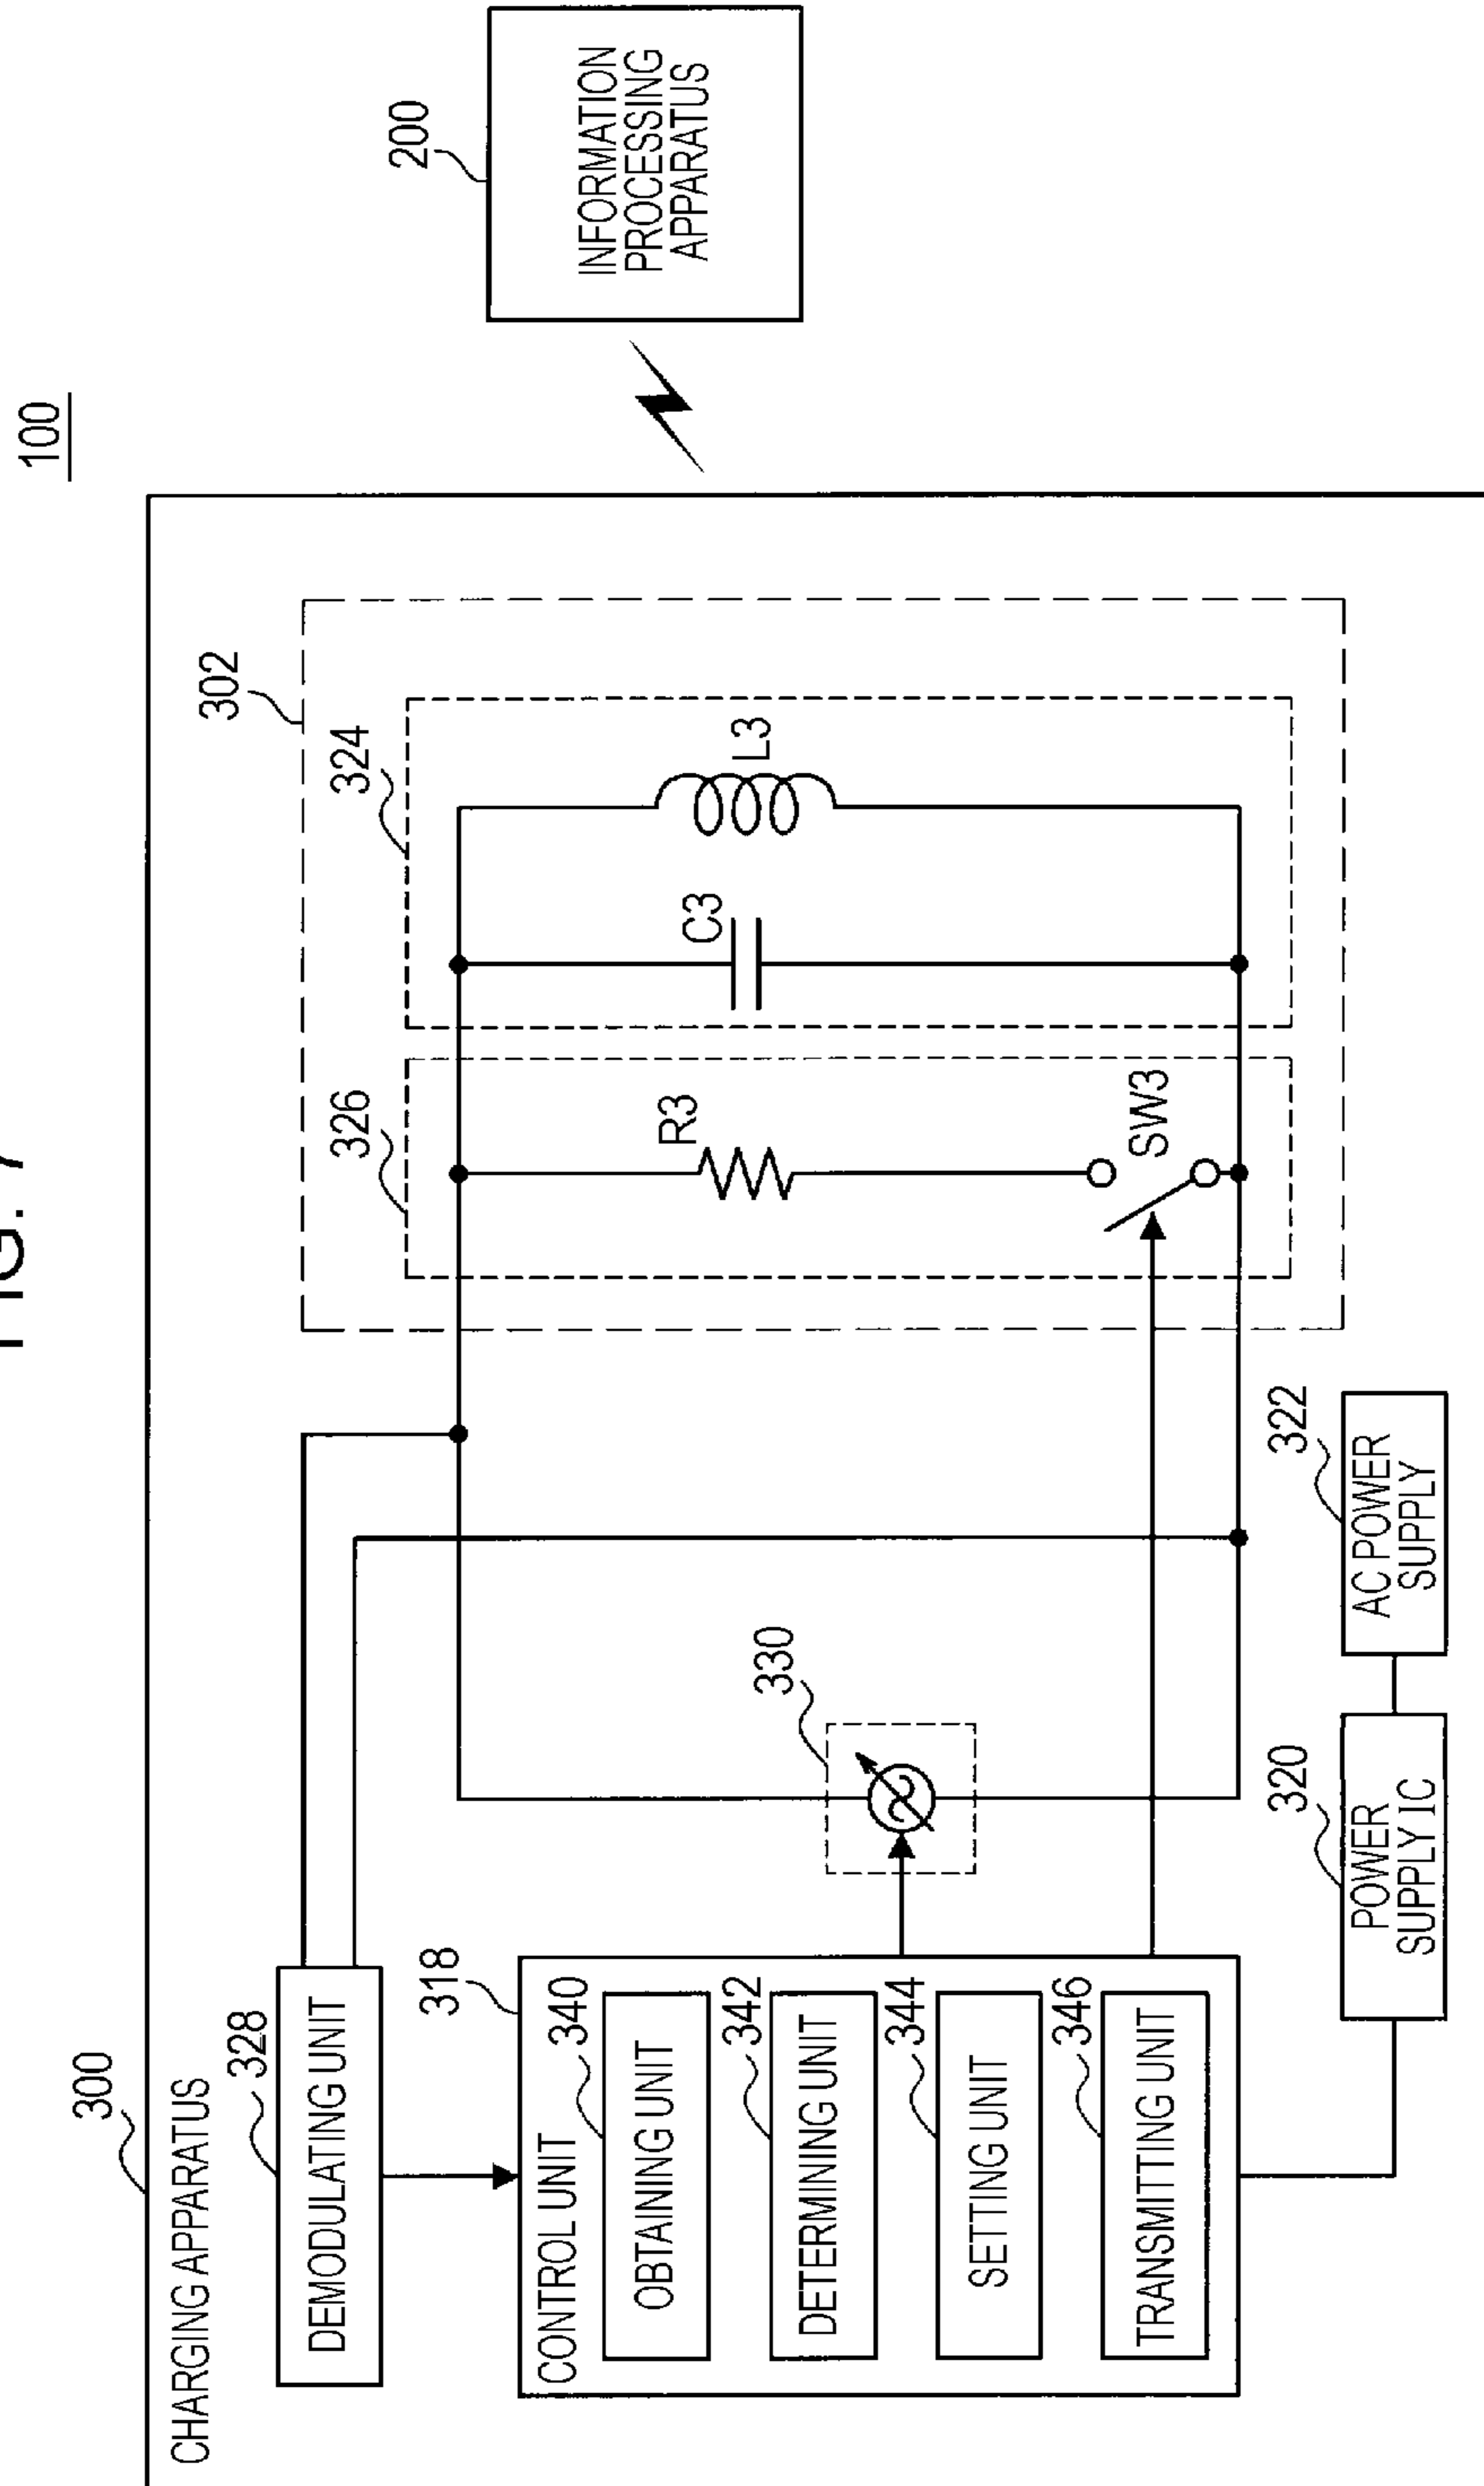 FIG. 7
100
300
CHARGING APPARATUS
328
DEMODULATING UNIT
318
CONTROL UNIT
340
OBTAINING UNIT
342
DETERMINING UNIT
344
SETTING UNIT
346
TRANSMITTING UNIT
330
320
POWER
SUPPLY IC
322
AC POWER
SUPPLY
302
326
R3
SW3
324
C3
L3
200
INFORMATION
PROCESSING
APPARATUS